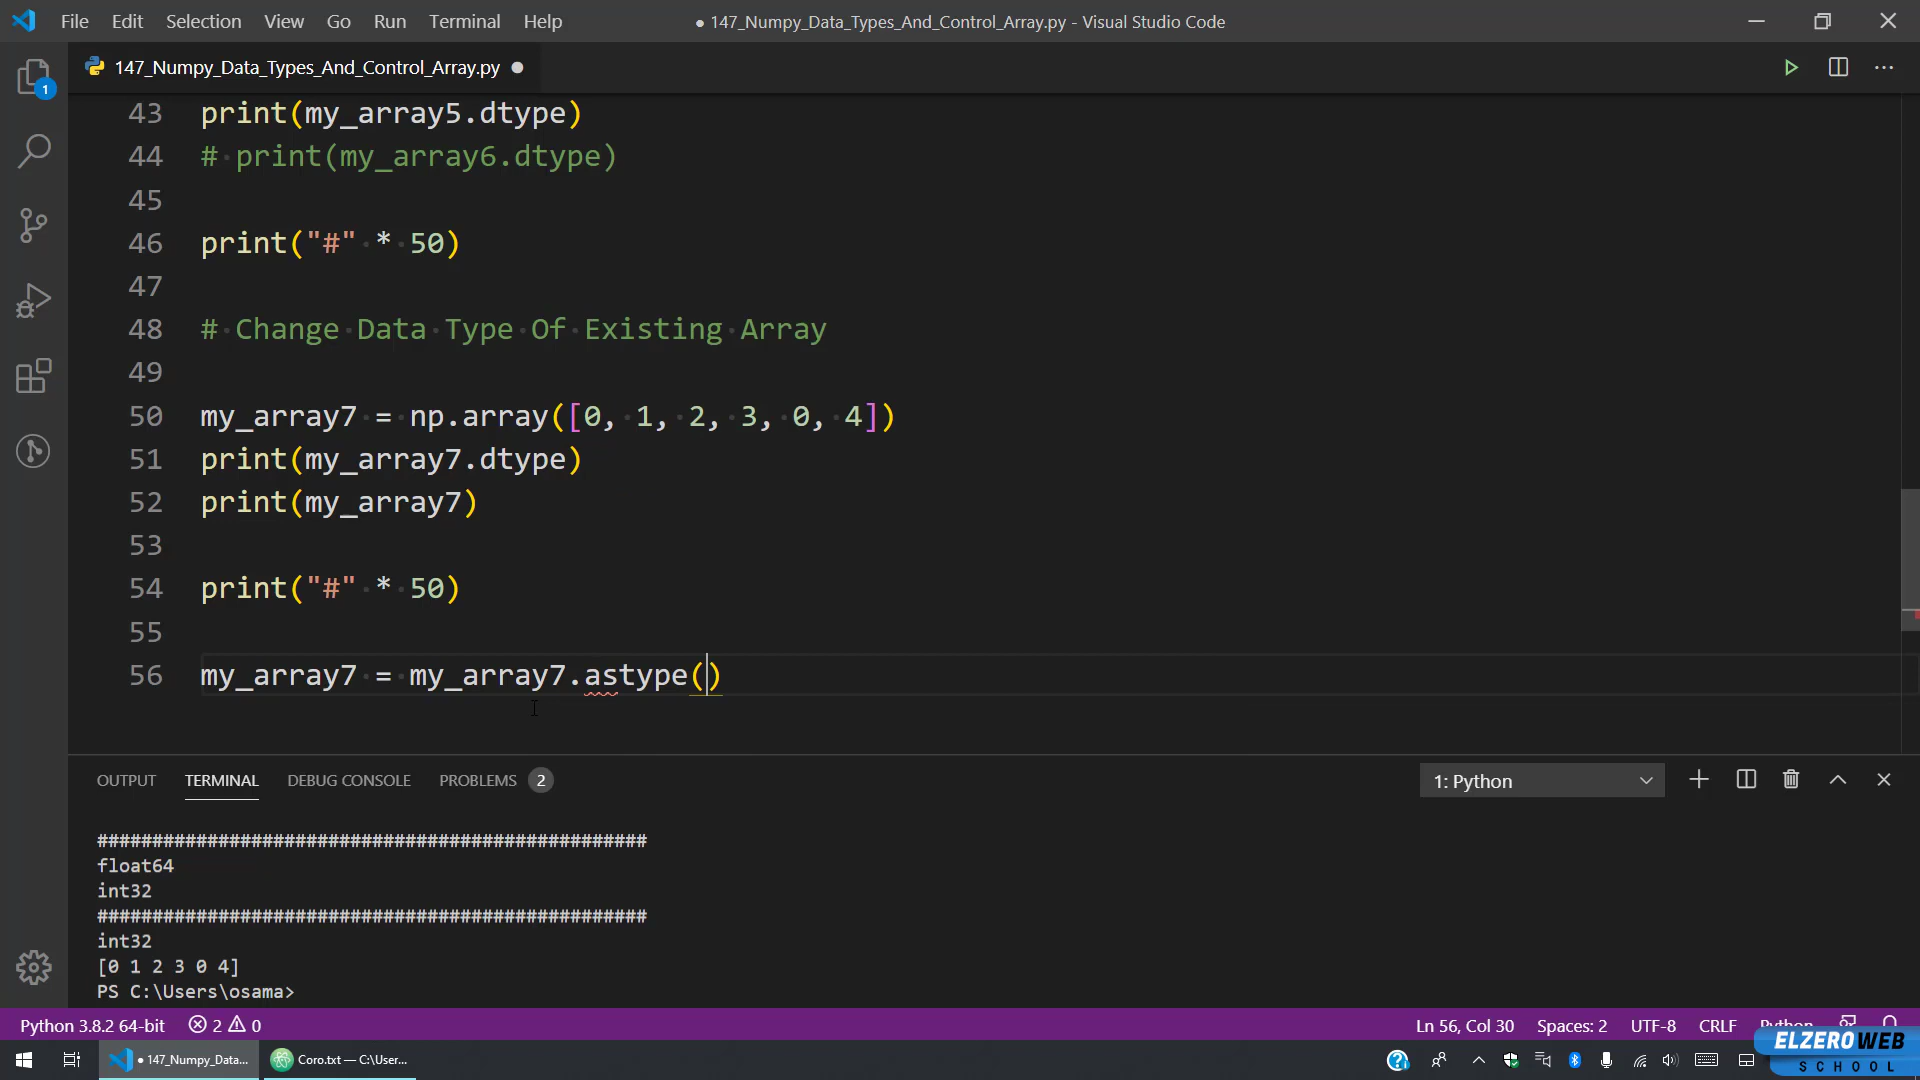 File Edit Selection View Go Run Terminal Help
● 147_Numpy_Data_Types_And_Control_Array.py - Visual Studio Code
147_Numpy_Data_Types_And_Control_Array.py ●
1
43 print(my_array5.dtype)
44 # print(my_array6.dtype)
45
46 print("#" * 50)
47
48 # Change Data Type Of Existing Array
49
50 my_array7 = np.array([0, 1, 2, 3, 0, 4])
51 print(my_array7.dtype)
52 print(my_array7)
53
54 print("#" * 50)
55
56 my_array7 = my_array7.astype()
OUTPUT TERMINAL DEBUG CONSOLE PROBLEMS 2
1: Python
##################################################
float64
int32
##################################################
int32
[0 1 2 3 0 4]
PS C:\Users\osama>
Python 3.8.2 64-bit 2 0
Ln 56, Col 30 Spaces: 2 UTF-8 CRLF Python
● 147_Numpy_Data... Coro.txt — C:\User...
ELZERO WEB
SCHOOL